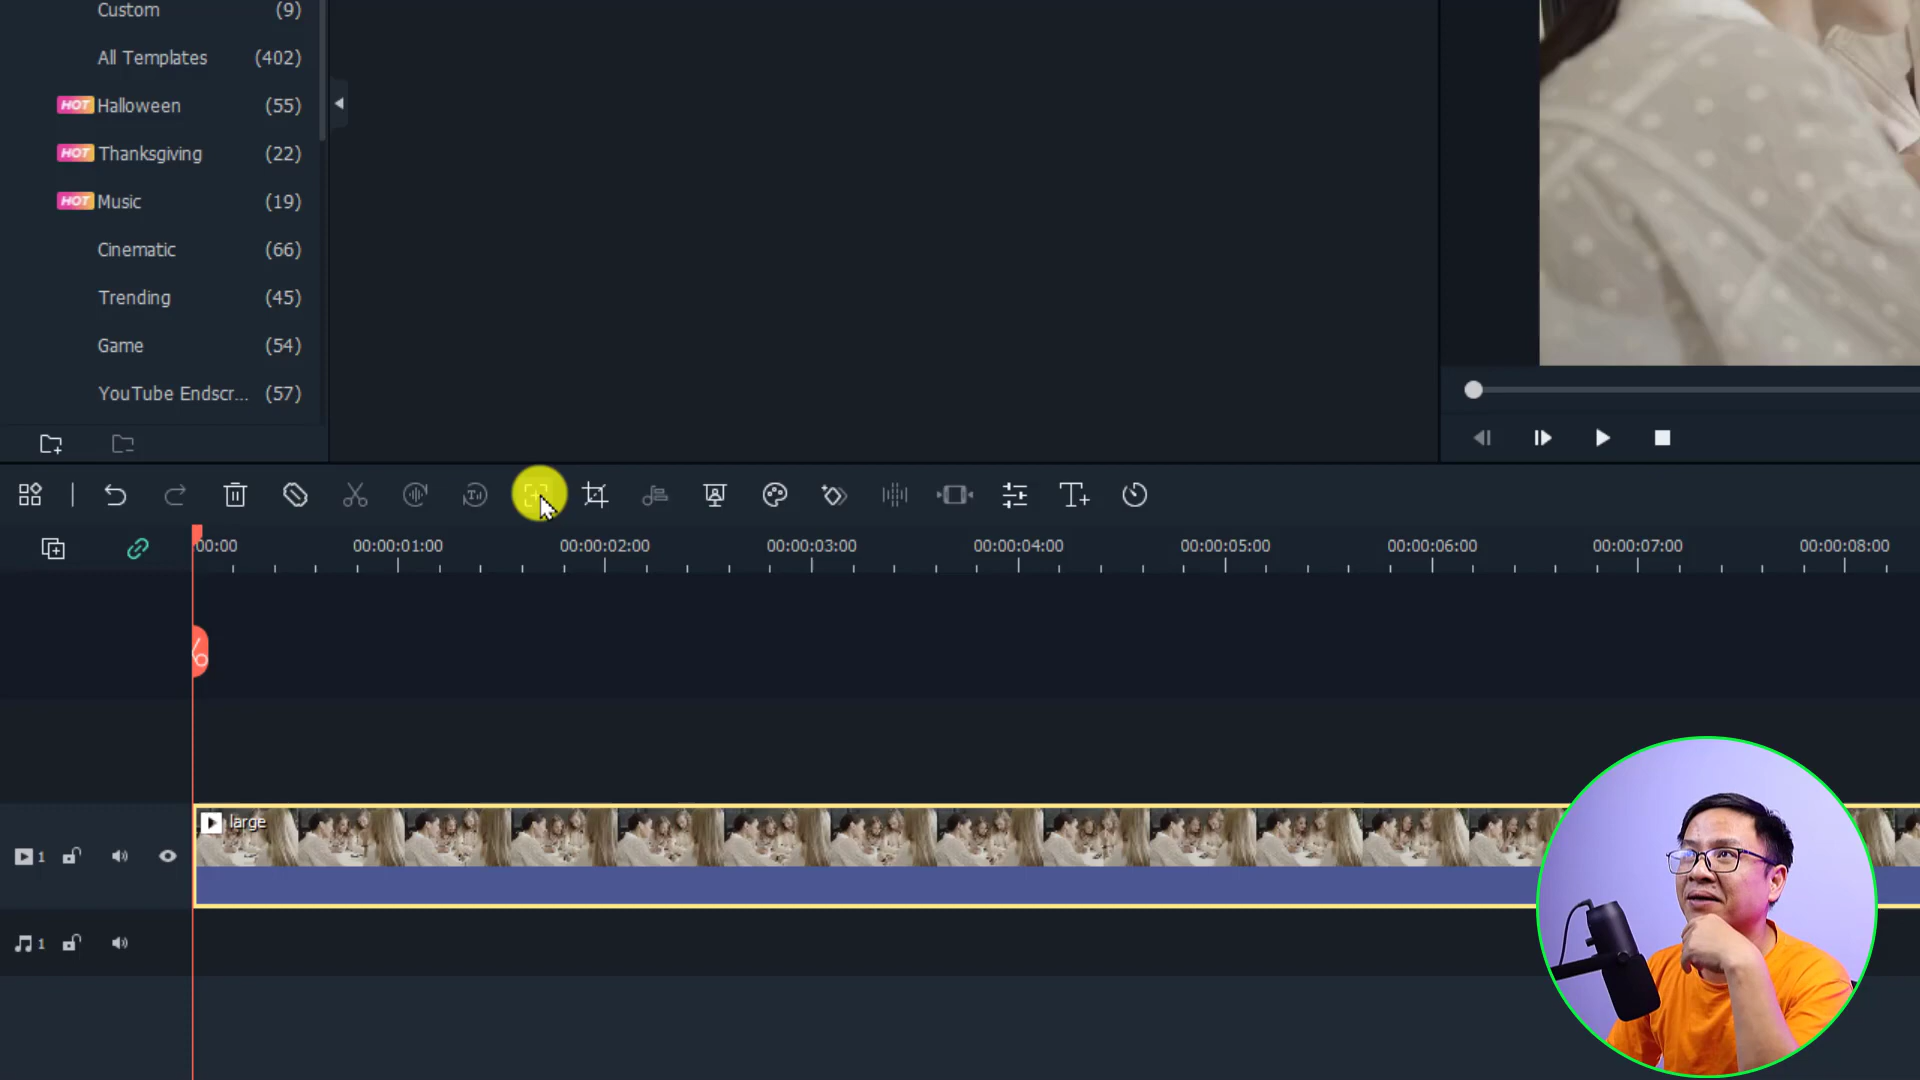 Custom (9)
All Templates (402)
HOT Halloween (55)
HOT Thanksgiving (22)
HOT Music (19)
Cinematic (66)
Trending (45)
Game (54)
YouTube Endscr... (57)
:00:00 00:00:01:00 00:00:02:00 00:00:03:00 00:00:04:00 00:00:05:00 00:00:06:00 00:00:07:00 00:00:08:00
large
1
1